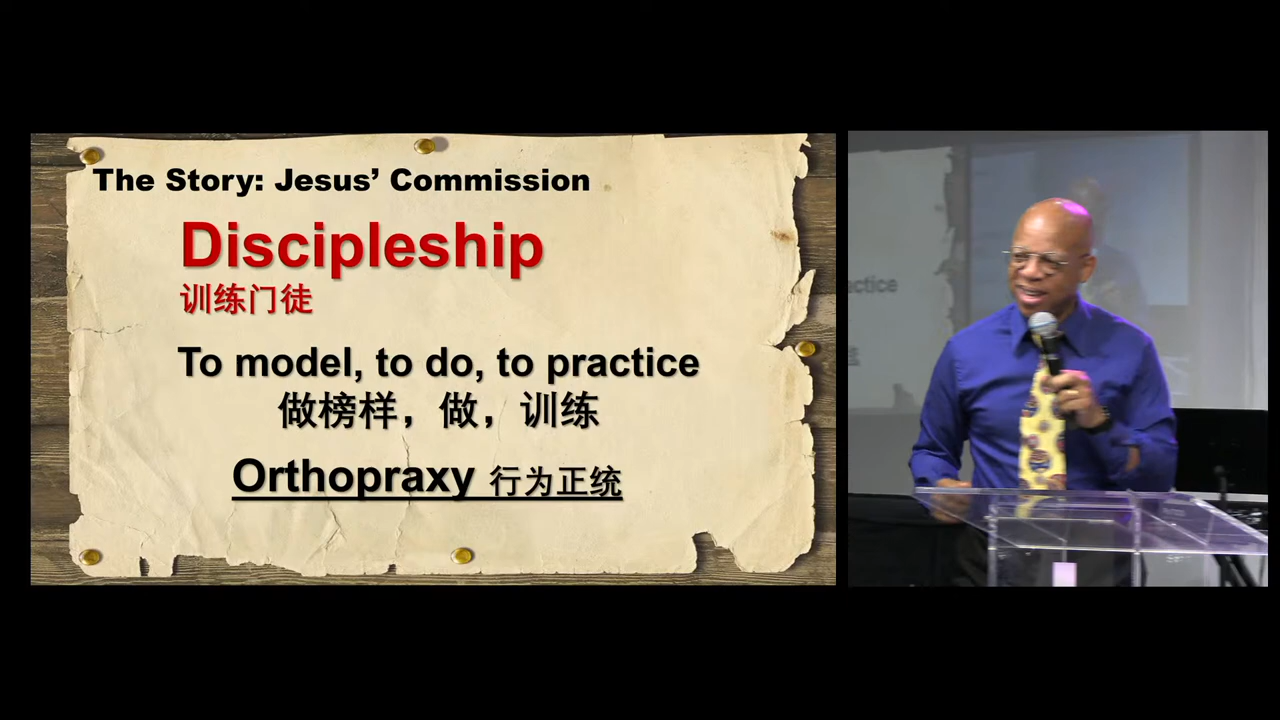 The Story: Jesus’ Commission
Discipleship
训练门徒
To model, to do, to practice
做榜样，做，训练
Orthopraxy 行为正统